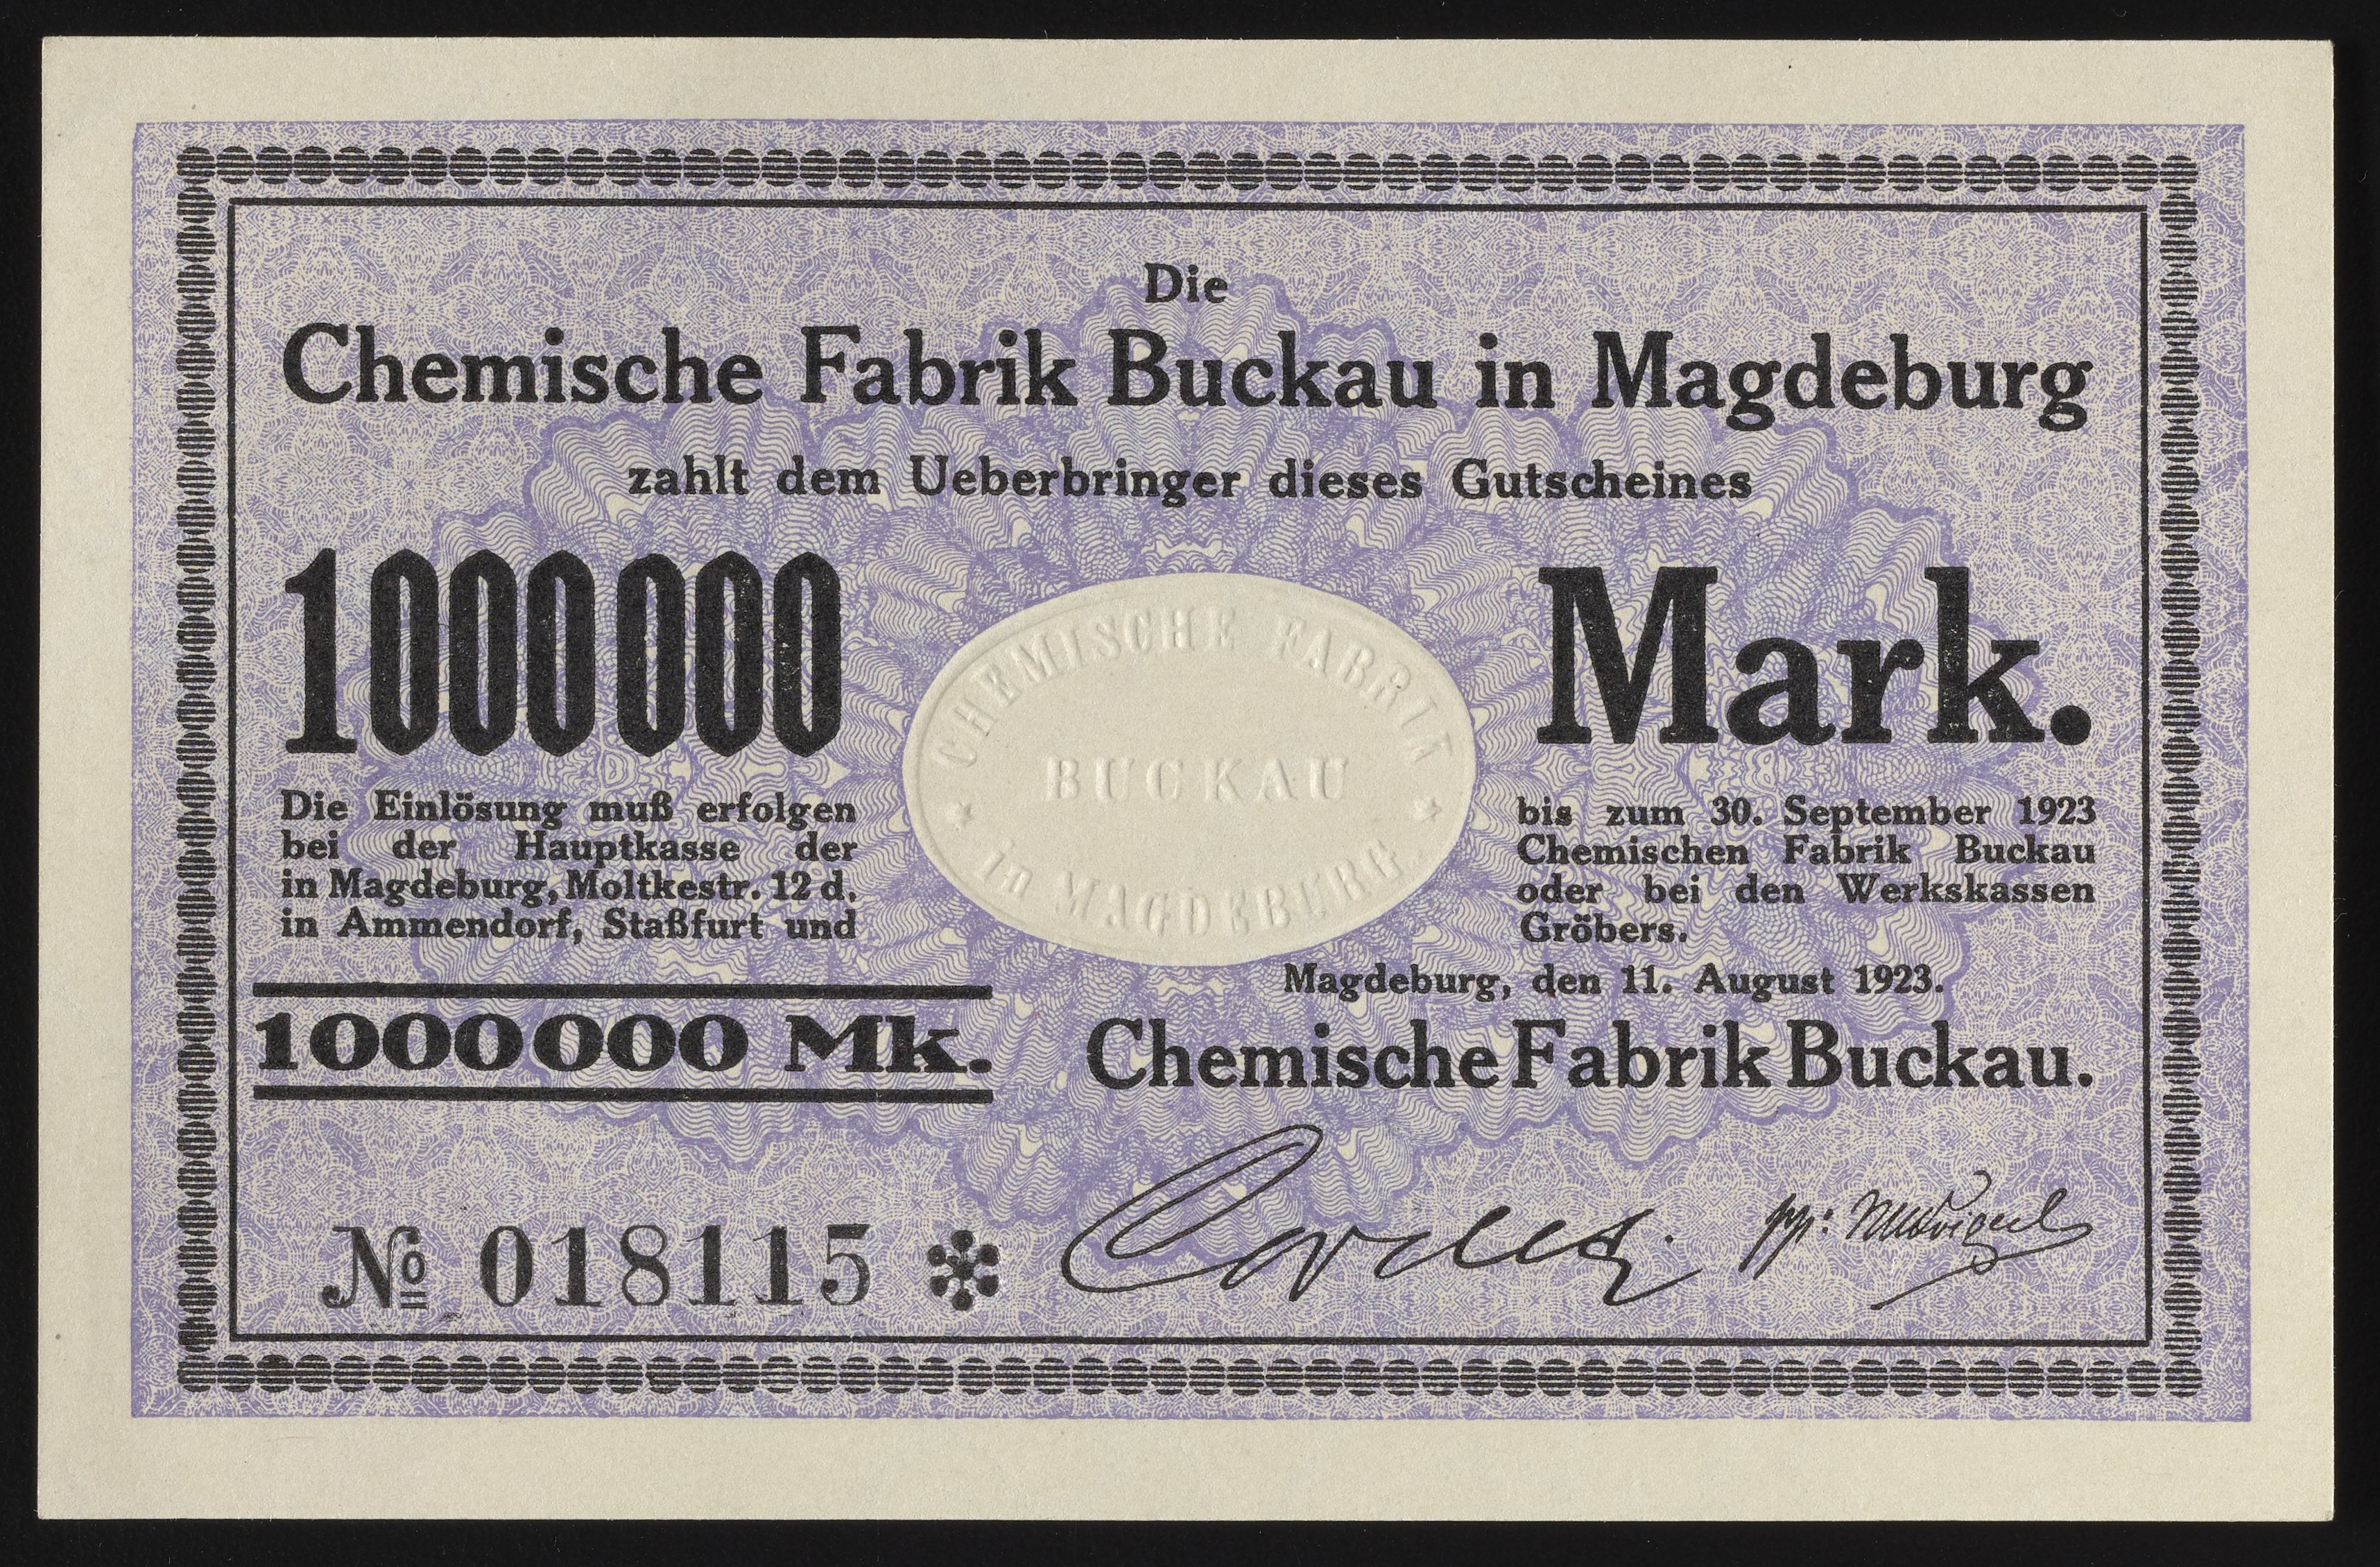 Die
Chemische Fabrik Buckau in Magdeburg
zahlt dem Ueberbringer dieses Gutscheines
1000000 Mark.
CHEMISCHE FABRIK
BUCKAU
in MAGDEBURG
Die Einlösung muß erfolgen bis zum 30. September 1923
bei der Hauptkasse der Chemischen Fabrik Buckau
in Magdeburg, Moltkestr. 12 d, oder bei den Werkskassen
in Ammendorf, Staßfurt und Gröbers.
Magdeburg, den 11. August 1923.
1000000 Mk. Chemische Fabrik Buckau.
№ 018115
pp: